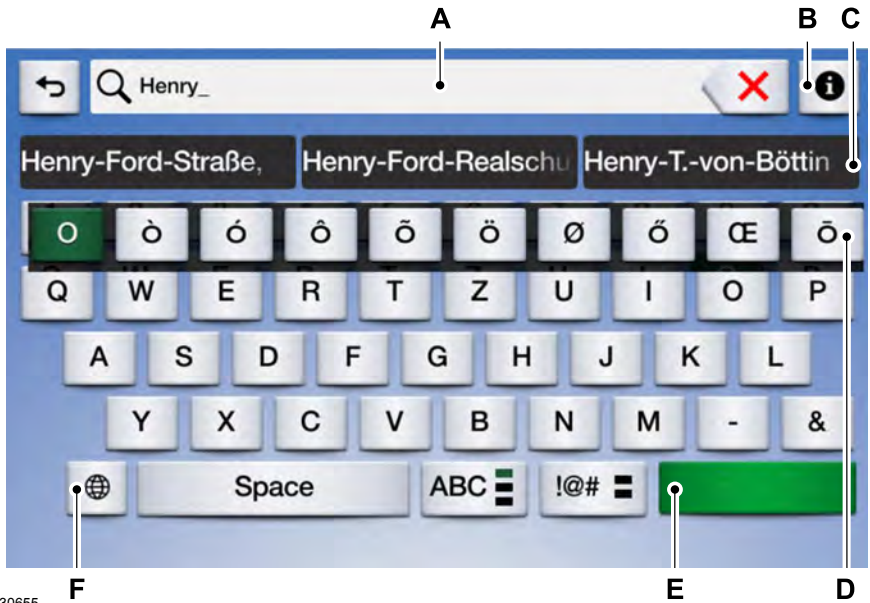 A B C
Henry_
Henry-Ford-Straße, Henry-Ford-Realschu Henry-T.-von-Böttin
O Ò Ó Ô Õ Ö Ø Ő Œ Ō
Q W E R T Z U I O P
A S D F G H J K L
Y X C V B N M - &
Space ABC !@#
F E D